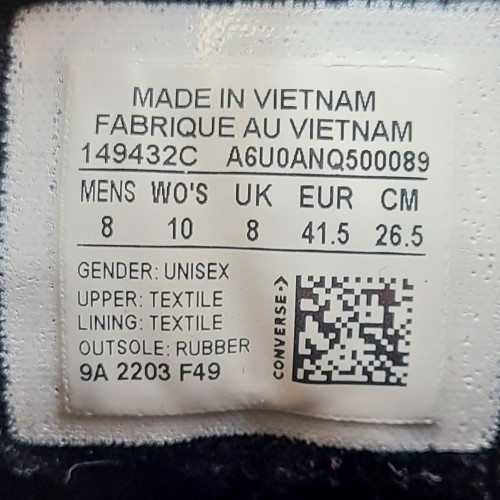 MADE IN VIETNAM
FABRIQUE AU VIETNAM
149432C A6U0ANQ500089
MENS WO'S UK EUR CM
8 10 8 41.5 26.5
GENDER: UNISEX
UPPER: TEXTILE
LINING: TEXTILE
OUTSOLE: RUBBER
9A 2203 F49
CONVERSE